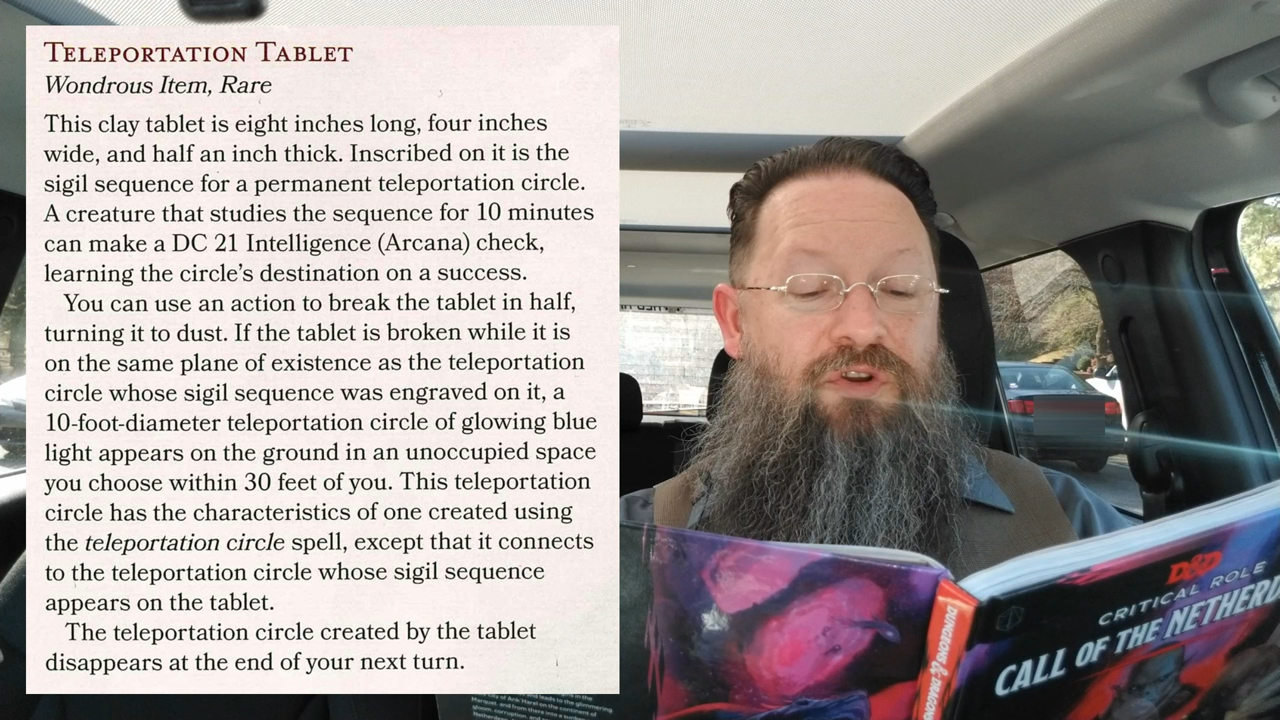 TELEPORTATION TABLET
Wondrous Item, Rare
This clay tablet is eight inches long, four inches
wide, and half an inch thick. Inscribed on it is the
sigil sequence for a permanent teleportation circle.
A creature that studies the sequence for 10 minutes
can make a DC 21 Intelligence (Arcana) check,
learning the circle's destination on a success.
You can use an action to break the tablet in half,
turning it to dust. If the tablet is broken while it is
on the same plane of existence as the teleportation
circle whose sigil sequence was engraved on it, a
10-foot-diameter teleportation circle of glowing blue
light appears on the ground in an unoccupied space
you choose within 30 feet of you. This teleportation
circle has the characteristics of one created using
the teleportation circle spell, except that it connects
to the teleportation circle whose sigil sequence
appears on the tablet.
The teleportation circle created by the tablet
disappears at the end of your next turn.
D&D
CRITICAL ROLE
CALL OF THE
DUNGEONS &